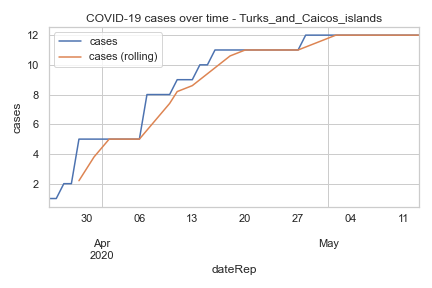 COVID-19 cases over time - Turks_and_Caicos_islands
cases
cases (rolling)
cases
12
10
8
6
4
2
30 06 13 20 27 04 11
Apr May
2020
dateRep